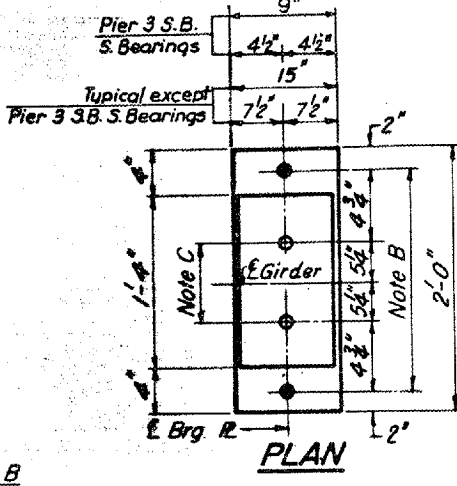 9"
Pier 3 S.B.
S. Bearings
4½" 4½"
15"
Typical except
Pier 3 S.B. S. Bearings
7½" 7½"
2"
4"
4¾"
1'-4"
Note C
℄ Girder
5¼"
5¼"
Note B
2'-0"
4¾"
4"
℄ Brg. ℞
2"
PLAN
B